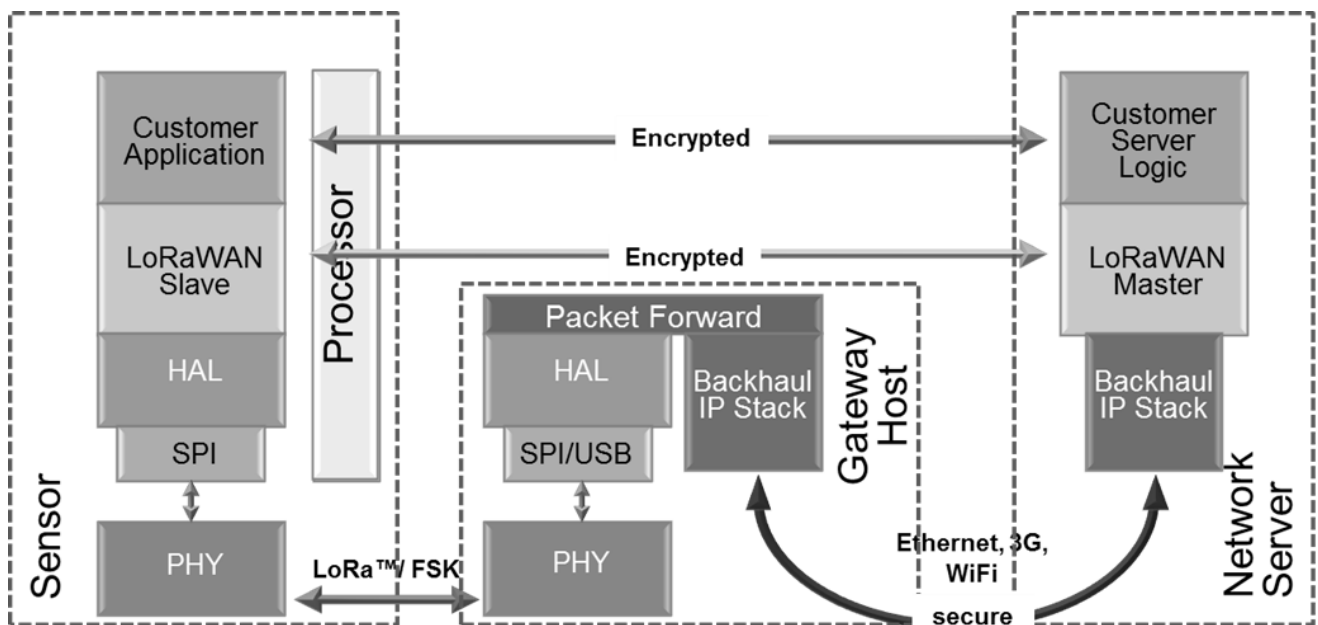 Sensor
Customer
Application
LoRaWAN
Slave
HAL
SPI
PHY
Processor
Encrypted
Encrypted
LoRa™/ FSK
Packet Forward
HAL
SPI/USB
PHY
Backhaul
IP Stack
Gateway
Host
Ethernet, 3G,
WiFi
secure
Customer
Server
Logic
LoRaWAN
Master
Backhaul
IP Stack
Network
Server